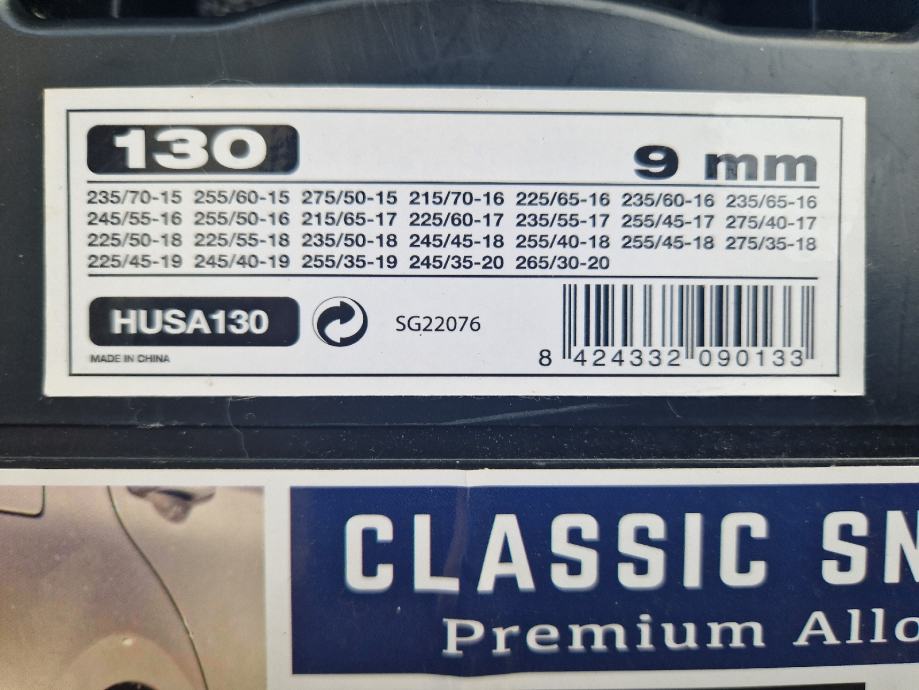 130
9 mm
235/70-15 255/60-15 275/50-15 215/70-16 225/65-16 235/60-16 235/65-16
245/55-16 255/50-16 215/65-17 225/60-17 235/55-17 255/45-17 275/40-17
225/50-18 225/55-18 235/50-18 245/45-18 255/40-18 255/45-18 275/35-18
225/45-19 245/40-19 255/35-19 245/35-20 265/30-20
HUSA130
SG22076
MADE IN CHINA
8 424332 090133
CLASSIC SN
Premium Allo